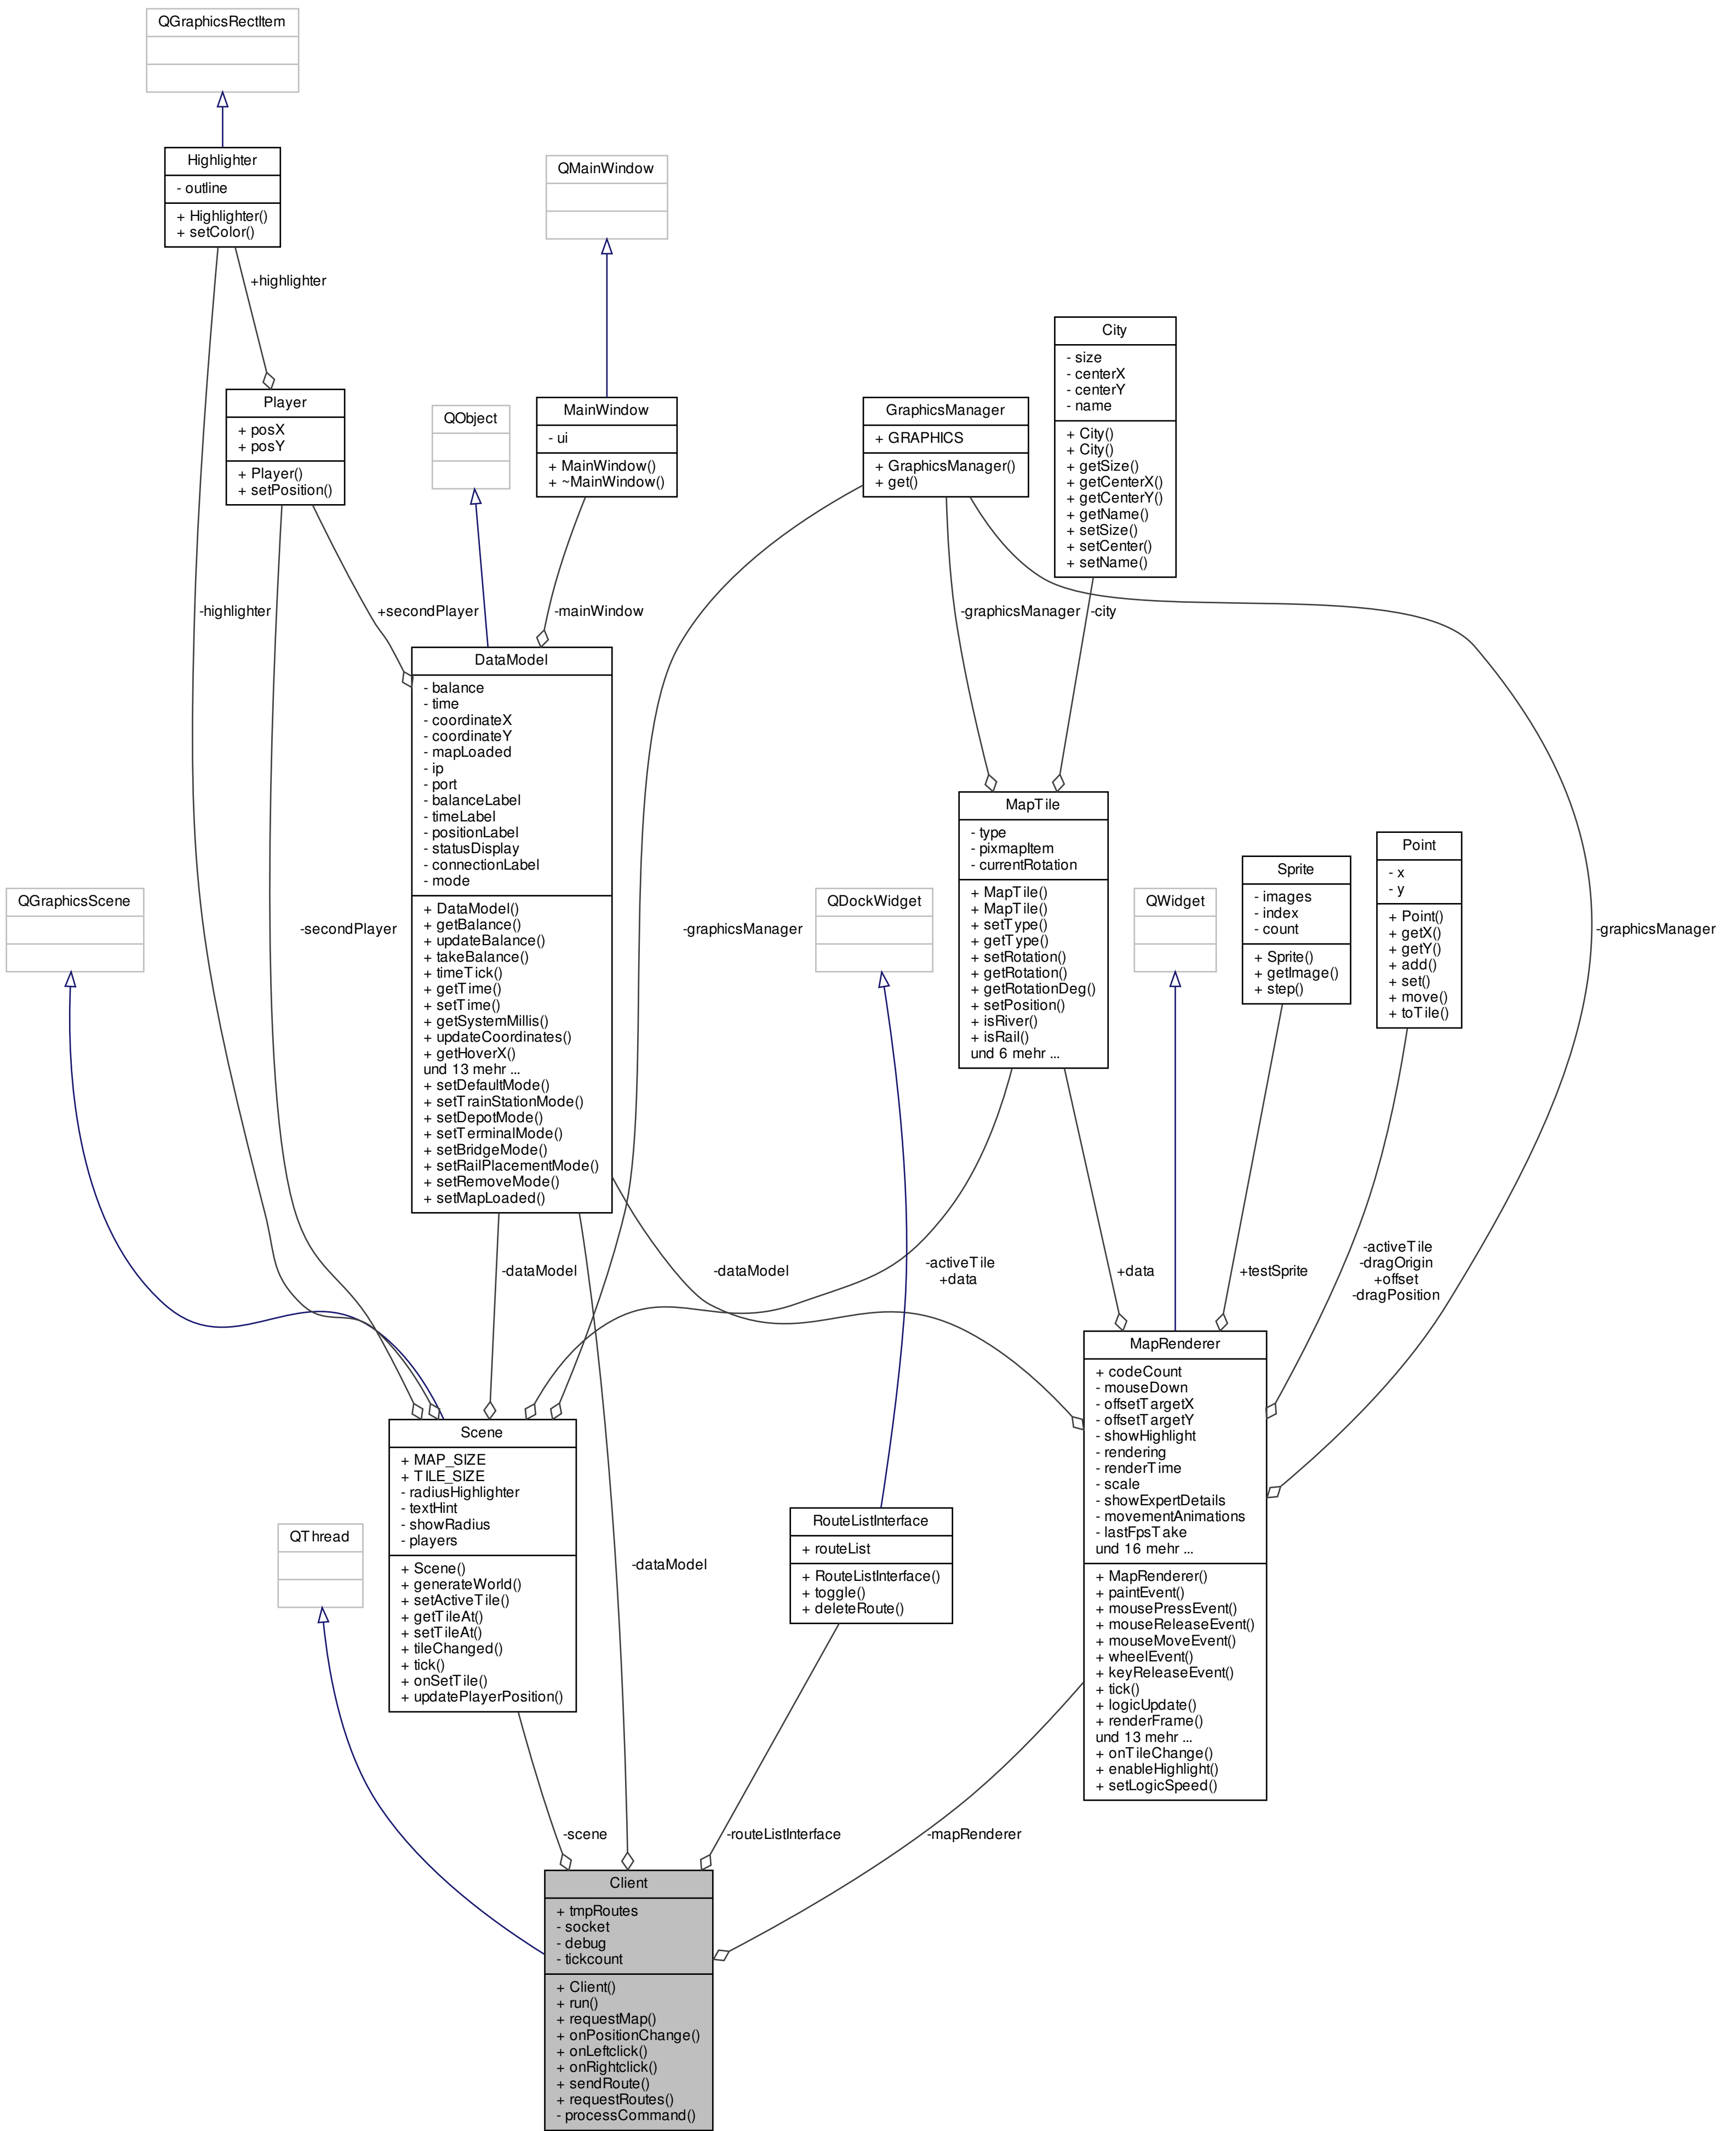 QGraphicsRectItem
Highlighter
- outline
+ Highlighter()
+ setColor()
QMainWindow
+highlighter
City
- size
- centerX
- centerY
- name
+ City()
+ City()
+ getSize()
+ getCenterX()
+ getCenterY()
+ getName()
+ setSize()
+ setCenter()
+ setName()
Player
+ posX
+ posY
+ Player()
+ setPosition()
QObject
MainWindow
- ui
+ MainWindow()
+ ~MainWindow()
GraphicsManager
+ GRAPHICS
+ GraphicsManager()
+ get()
-highlighter
+secondPlayer
-mainWindow
-graphicsManager
-city
DataModel
- balance
- time
- coordinateX
- coordinateY
- mapLoaded
- ip
- port
- balanceLabel
- timeLabel
- positionLabel
- statusDisplay
- connectionLabel
- mode
+ DataModel()
+ getBalance()
+ updateBalance()
+ takeBalance()
+ timeTick()
+ getTime()
+ setTime()
+ getSystemMillis()
+ updateCoordinates()
+ getHoverX()
und 13 mehr ...
+ setDefaultMode()
+ setTrainStationMode()
+ setDepotMode()
+ setTerminalMode()
+ setBridgeMode()
+ setRailPlacementMode()
+ setRemoveMode()
+ setMapLoaded()
MapTile
- type
- pixmapItem
- currentRotation
+ MapTile()
+ MapTile()
+ setType()
+ getType()
+ setRotation()
+ getRotation()
+ getRotationDeg()
+ setPosition()
+ isRiver()
+ isRail()
und 6 mehr ...
Point
- x
- y
+ Point()
+ getX()
+ getY()
+ add()
+ set()
+ move()
+ toTile()
Sprite
- images
- index
- count
+ Sprite()
+ getImage()
+ step()
QGraphicsScene
-secondPlayer
-graphicsManager
QDockWidget
QWidget
-graphicsManager
-dataModel
-dataModel
-activeTile
+data
+data
+testSprite
-activeTile
-dragOrigin
+offset
-dragPosition
MapRenderer
+ codeCount
- mouseDown
- offsetTargetX
- offsetTargetY
- showHighlight
- rendering
- renderTime
- scale
- showExpertDetails
- movementAnimations
- lastFpsTake
und 16 mehr ...
+ MapRenderer()
+ paintEvent()
+ mousePressEvent()
+ mouseReleaseEvent()
+ mouseMoveEvent()
+ wheelEvent()
+ keyReleaseEvent()
+ tick()
+ logicUpdate()
+ renderFrame()
und 13 mehr ...
+ onTileChange()
+ enableHighlight()
+ setLogicSpeed()
Scene
+ MAP_SIZE
+ TILE_SIZE
- radiusHighlighter
- textHint
- showRadius
- players
+ Scene()
+ generateWorld()
+ setActiveTile()
+ getTileAt()
+ setTileAt()
+ tileChanged()
+ tick()
+ onSetTile()
+ updatePlayerPosition()
QThread
-dataModel
RouteListInterface
+ routeList
+ RouteListInterface()
+ toggle()
+ deleteRoute()
-scene
-routeListInterface
-mapRenderer
Client
+ tmpRoutes
- socket
- debug
- tickcount
+ Client()
+ run()
+ requestMap()
+ onPositionChange()
+ onLeftclick()
+ onRightclick()
+ sendRoute()
+ requestRoutes()
- processCommand()